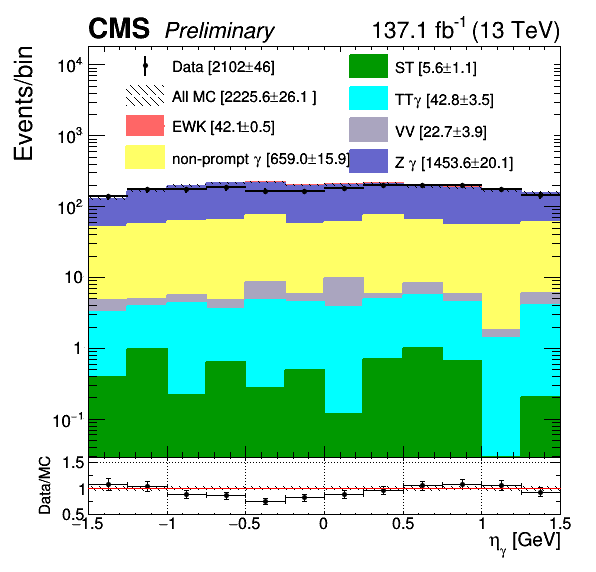 CMS Preliminary 137.1 fb⁻¹ (13 TeV)
Events/bin
10⁴
10³
10²
10
1
10⁻¹
Data [2102±46]
All MC [2225.6±26.1 ]
EWK [42.1±0.5]
non-prompt γ [659.0±15.9]
ST [5.6±1.1]
TTγ [42.8±3.5]
VV [22.7±3.9]
Z γ [1453.6±20.1]
Data/MC
1.5
1
0.5
−1.5 −1 −0.5 0 0.5 1 1.5
η_γ [GeV]